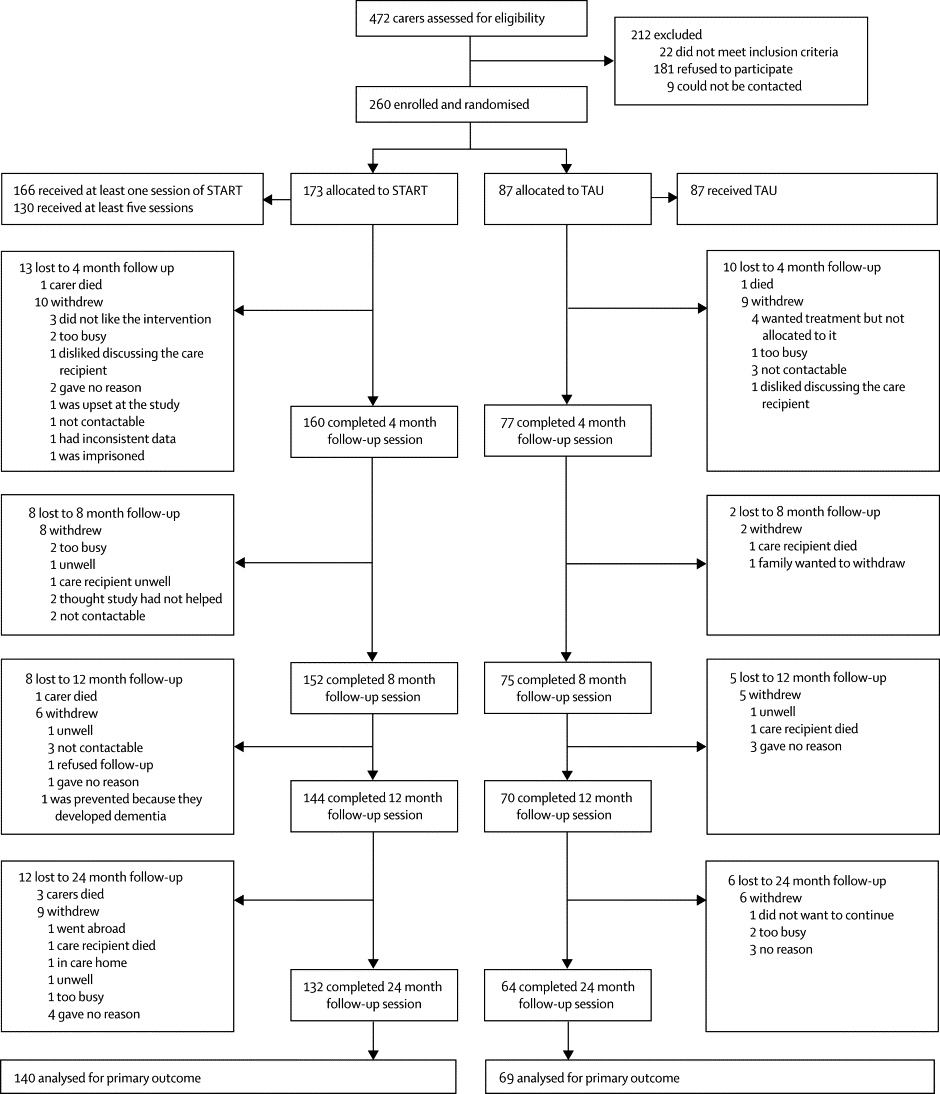 472 carers assessed for eligibility
212 excluded
22 did not meet inclusion criteria
181 refused to participate
9 could not be contacted
260 enrolled and randomised
166 received at least one session of START
130 received at least five sessions
173 allocated to START
87 allocated to TAU
87 received TAU
13 lost to 4 month follow up
1 carer died
10 withdrew
3 did not like the intervention
2 too busy
1 disliked discussing the care
recipient
2 gave no reason
1 was upset at the study
1 not contactable
1 had inconsistent data
1 was imprisoned
10 lost to 4 month follow-up
1 died
9 withdrew
4 wanted treatment but not
allocated to it
1 too busy
3 not contactable
1 disliked discussing the care
recipient
160 completed 4 month
follow-up session
77 completed 4 month
follow-up session
8 lost to 8 month follow-up
8 withdrew
2 too busy
1 unwell
1 care recipient unwell
2 thought study had not helped
2 not contactable
2 lost to 8 month follow-up
2 withdrew
1 care recipient died
1 family wanted to withdraw
152 completed 8 month
follow-up session
75 completed 8 month
follow-up session
8 lost to 12 month follow-up
1 carer died
6 withdrew
1 unwell
3 not contactable
1 refused follow-up
1 gave no reason
1 was prevented because they
developed dementia
5 lost to 12 month follow-up
5 withdrew
1 unwell
1 care recipient died
3 gave no reason
144 completed 12 month
follow-up session
70 completed 12 month
follow-up session
12 lost to 24 month follow-up
3 carers died
9 withdrew
1 went abroad
1 care recipient died
1 in care home
1 unwell
1 too busy
4 gave no reason
6 lost to 24 month follow-up
6 withdrew
1 did not want to continue
2 too busy
3 no reason
132 completed 24 month
follow-up session
64 completed 24 month
follow-up session
140 analysed for primary outcome
69 analysed for primary outcome